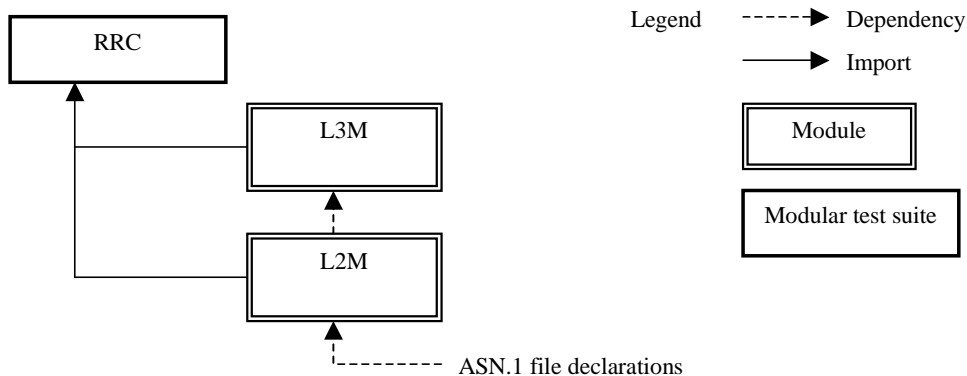 RRC
Legend
Dependency
Import
L3M
Module
Modular test suite
L2M
ASN.1 file declarations